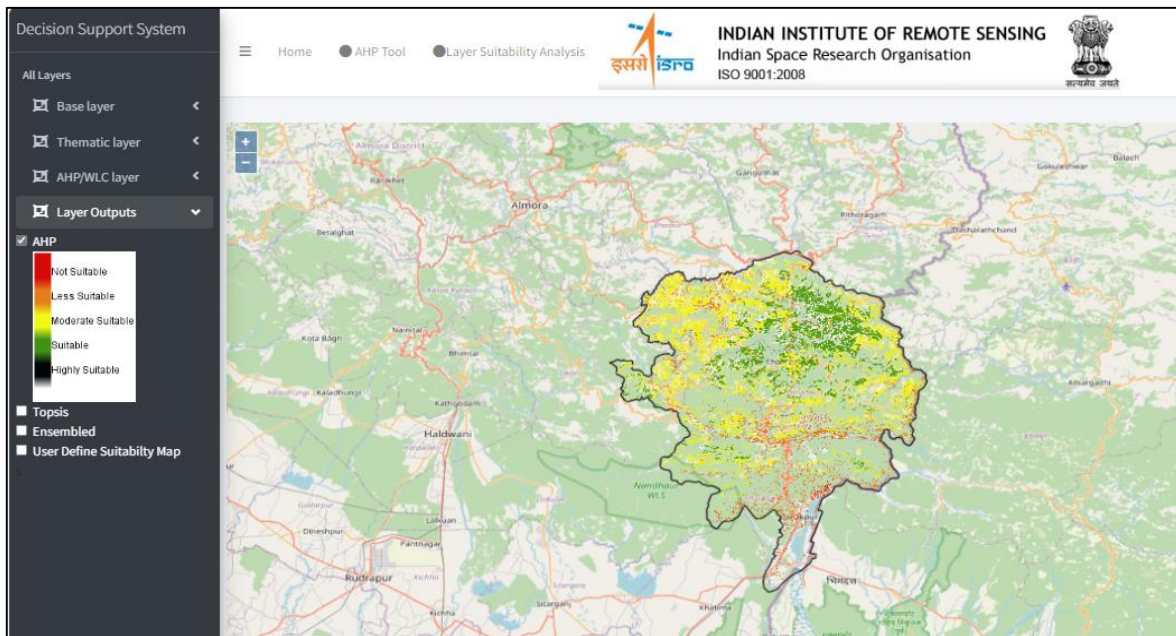 Decision Support System
All Layers
Base layer
Thematic layer
AHP/WLC layer
Layer Outputs
AHP
Not Suitable
Less Suitable
Moderate Suitable
Suitable
Highly Suitable
Topsis
Ensembled
User Define Suitabilty Map
Home
AHP Tool
Layer Suitability Analysis
इसरो isro
INDIAN INSTITUTE OF REMOTE SENSING
Indian Space Research Organisation
ISO 9001:2008
सत्यमेव जयते
+
−
Almora District
Ranikhet
Almora
Betalghat
Gangolihat
Pithoragarh
Dasharathchand
Gokuleshwar
Balach
Nainital
Kota Bagh
Bhimtal
Kaladhungi
Kathgodam
Haldwani
Amargadhi
Nandhaur
WLS
Lalkuan
Dineshpur
Pantnagar
Rudrapur
Kichha
Kichha
Sitarganj
Khatima